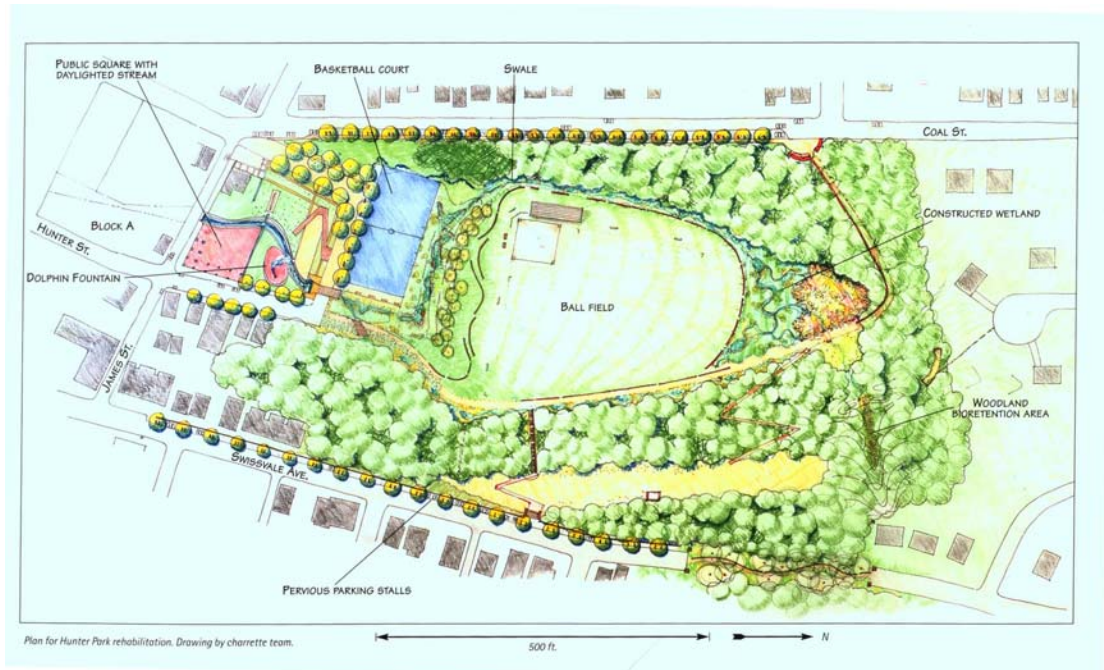 PUBLIC SQUARE WITH
DAYLIGHTED STREAM
BASKETBALL COURT
SWALE
COAL ST.
CONSTRUCTED WETLAND
BLOCK A
HUNTER ST.
DOLPHIN FOUNTAIN
BALL FIELD
JAMES ST.
WOODLAND
BIORETENTION AREA
SWISSVALE AVE.
PERVIOUS PARKING STALLS
Plan for Hunter Park rehabilitation. Drawing by charrette team.
500 ft.
N